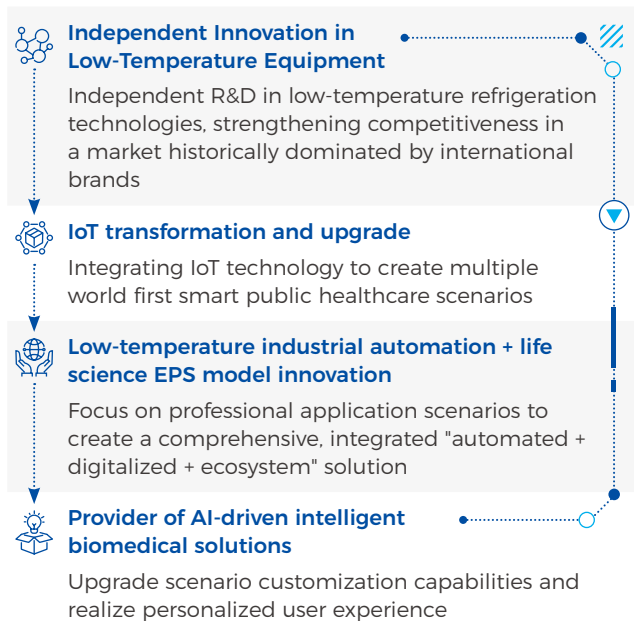 Independent Innovation in
Low-Temperature Equipment
Independent R&D in low-temperature refrigeration
technologies, strengthening competitiveness in
a market historically dominated by international
brands
IoT transformation and upgrade
Integrating IoT technology to create multiple
world first smart public healthcare scenarios
Low-temperature industrial automation + life
science EPS model innovation
Focus on professional application scenarios to
create a comprehensive, integrated "automated +
digitalized + ecosystem" solution
Provider of AI-driven intelligent
biomedical solutions
Upgrade scenario customization capabilities and
realize personalized user experience